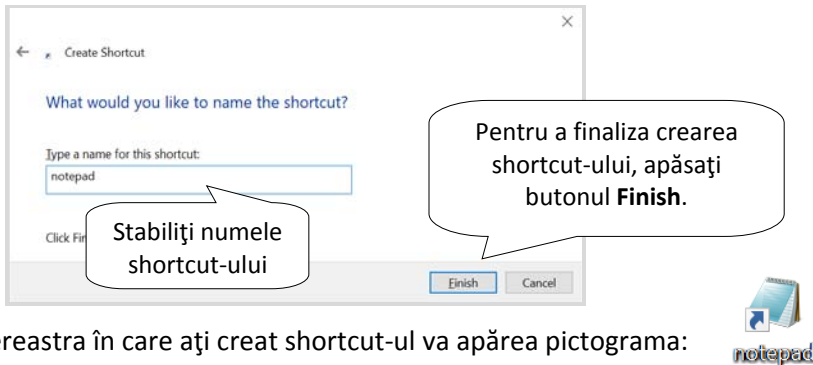 Create Shortcut
What would you like to name the shortcut?
Type a name for this shortcut:
notepad
Click
Stabiliţi numele
shortcut-ului
Pentru a finaliza crearea
shortcut-ului, apăsaţi
butonul Finish.
Finish Cancel
în care aţi creat shortcut-ul va apărea pictograma:
notepad